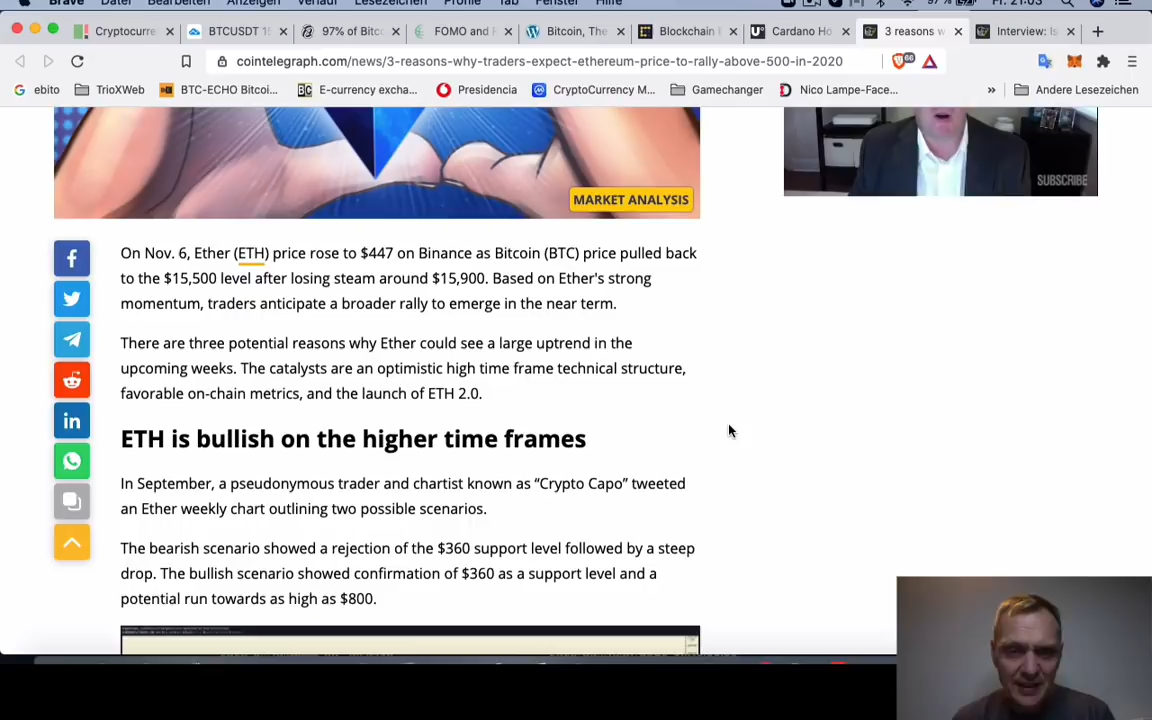 Brave Datei Bearbeiten Anzeigen Verlauf Lesezeichen Profile Tab Fenster Hilfe 97 % Fr. 21:03
Cryptocurre BTCUSDT 15 97% of Bitco FOMO and F Bitcoin, The Blockchain Cardano Ho 3 reasons w Interview: Is
cointelegraph.com/news/3-reasons-why-traders-expect-ethereum-price-to-rally-above-500-in-2020
ebito TrioXWeb BTC-ECHO Bitcoi... E-currency excha... Presidencia CryptoCurrency M... Gamechanger Nico Lampe-Face... » Andere Lesezeichen
SUBSCRIBE
MARKET ANALYSIS
On Nov. 6, Ether (ETH) price rose to $447 on Binance as Bitcoin (BTC) price pulled back
to the $15,500 level after losing steam around $15,900. Based on Ether's strong
momentum, traders anticipate a broader rally to emerge in the near term.
There are three potential reasons why Ether could see a large uptrend in the
upcoming weeks. The catalysts are an optimistic high time frame technical structure,
favorable on-chain metrics, and the launch of ETH 2.0.
ETH is bullish on the higher time frames
In September, a pseudonymous trader and chartist known as “Crypto Capo” tweeted
an Ether weekly chart outlining two possible scenarios.
The bearish scenario showed a rejection of the $360 support level followed by a steep
drop. The bullish scenario showed confirmation of $360 as a support level and a
potential run towards as high as $800.